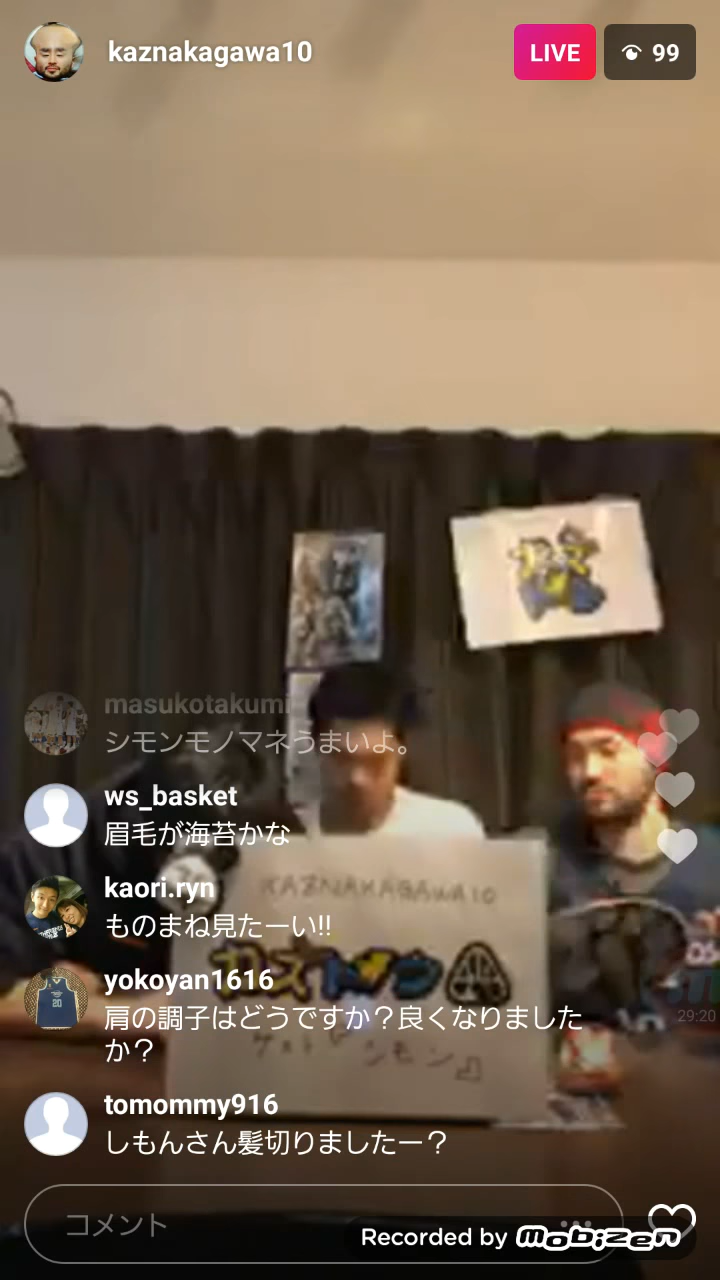 kaznakagawa10
LIVE
99
masukotakumi
シモンモノマネうまいよ。
ws_basket
眉毛が海苔かな
kaori.ryn
ものまね見たーい!!
KAZNAKAGAWA10
yokoyan1616
肩の調子はどうですか？良くなりました
か？
29:20
tomommy916
しもんさん髪切りましたー？
コメント
Recorded by mobizen